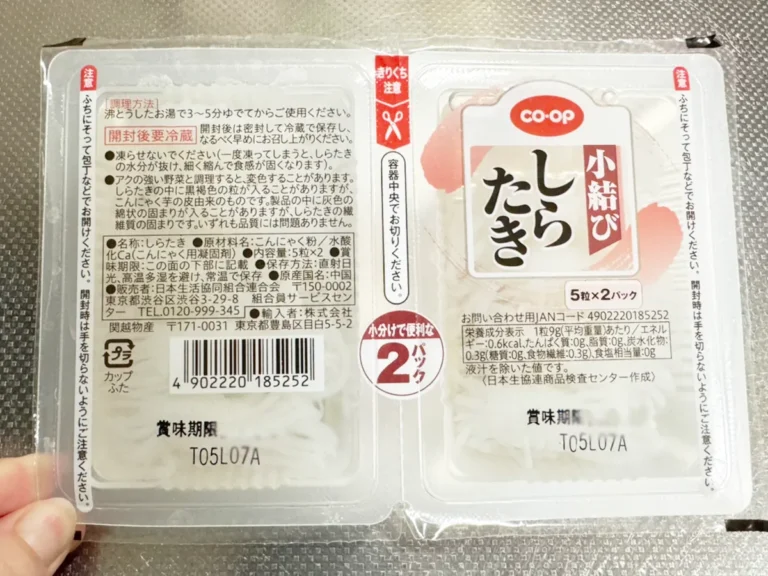 注意
ふちにそって包丁などでお開けください。開封時は手を切らないようにご注意ください。
[調理方法]
沸とうしたお湯で3〜5分ゆでてからご使用ください。
開封後要冷蔵
開封後は密封して冷蔵で保存し、
なるべく早めにお召し上がりください。
●凍らせないでください(一度凍ってしまうと、しらたき
の水分が抜け、細く縮んで食感が固くなります)。
●アクの強い野菜と調理すると、変色することがあります。
しらたきの中に黒褐色の粒が入ることがありますが、
こんにゃく芋の皮由来のものです。製品の中に灰色の
綿状の固まりが入ることがありますが、しらたきの繊
維質の固まりです。いずれも品質には問題ありません。
●名称:しらたき ●原材料名:こんにゃく粉/水酸
化Ca(こんにゃく用凝固剤) ●内容量:5粒×2 ●賞
味期限:この面の下部に記載 ●保存方法:直射日
光、高温多湿を避け、常温で保存 ●原産国名:中国
●販売者:日本生活協同組合連合会 〒150-0002
東京都渋谷区渋谷3-29-8 組合員サービスセン
ター TEL.0120-999-345 ●輸入者:株式会社
関越物産 〒171-0031 東京都豊島区目白5-5-2
プラ
カップ
ふた
4 902220 185252
賞味期限
T05L07A
きりくち
注意
容器中央でお切りください。
小分けで便利な
2パック
CO・OP
小結び
しらたき
5粒×2パック
お問い合わせ用JANコード 4902220185252
栄養成分表示 1粒9g(平均重量)あたり/エネル
ギー:0.6kcal、たんぱく質:0g、脂質:0g、炭水化物:
0.3g(糖質:0g、食物繊維:0.3g)、食塩相当量:0g
液汁を除いた値です。
(日本生協連商品検査センター作成)
賞味期限
T05L07A
注意
ふちにそって包丁などでお開けください。開封時は手を切らないようにご注意ください。